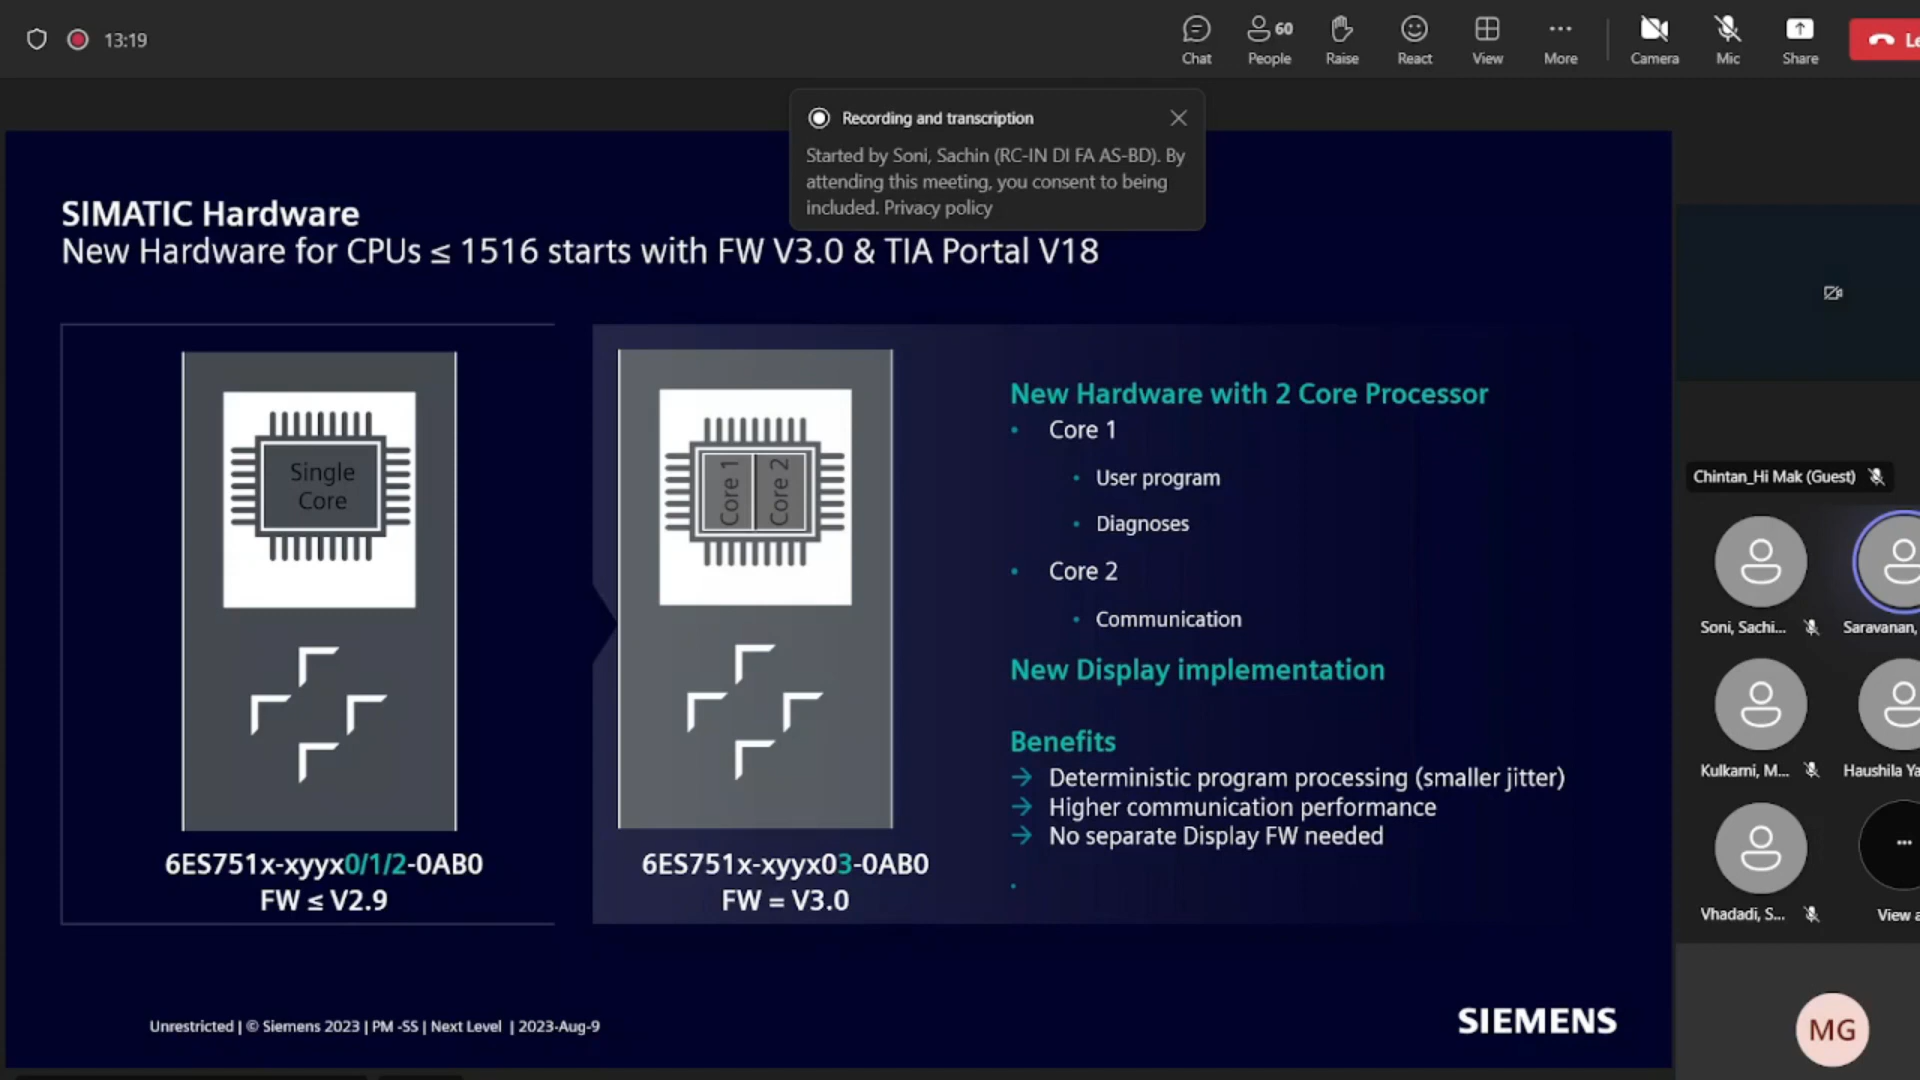 13:19
Chat
People 60
Raise
React
View
More
Camera
Mic
Share
Recording and transcription
Started by Soni, Sachin (RC-IN DI FA AS-BD). By
attending this meeting, you consent to being
included. Privacy policy
SIMATIC Hardware
New Hardware for CPUs ≤ 1516 starts with FW V3.0 & TIA Portal V18
Single
Core
6ES751x-xyyx0/1/2-0AB0
FW ≤ V2.9
Core 1
Core 2
6ES751x-xyyx03-0AB0
FW = V3.0
New Hardware with 2 Core Processor
• Core 1
• User program
• Diagnoses
• Core 2
• Communication
New Display implementation
Benefits
→ Deterministic program processing (smaller jitter)
→ Higher communication performance
→ No separate Display FW needed
Unrestricted | © Siemens 2023 | PM -SS | Next Level | 2023-Aug-9
SIEMENS
Chintan_Hi Mak (Guest)
Soni, Sachi...
Saravanan,
Kulkarni, M...
Haushila Ya
Vhadadi, S...
View a
MG